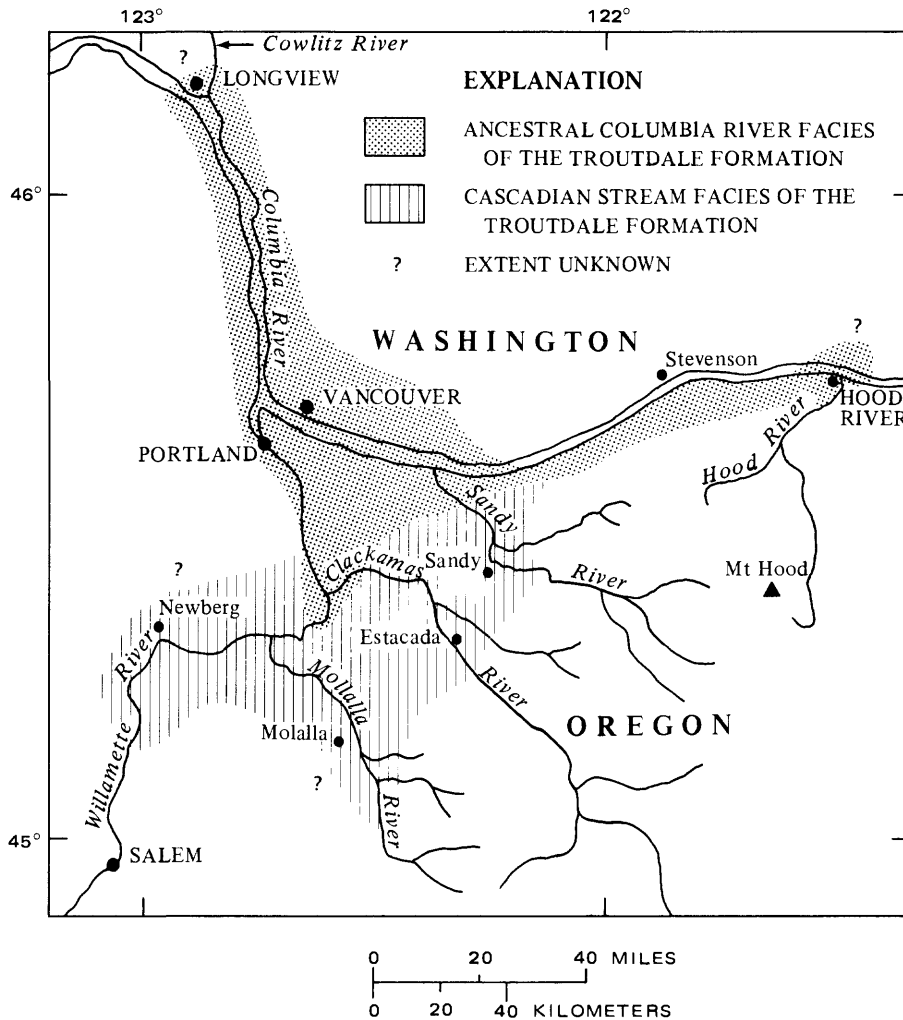 123°
122°
Cowlitz River
?
LONGVIEW
EXPLANATION
ANCESTRAL COLUMBIA RIVER FACIES
OF THE TROUTDALE FORMATION
46°
CASCADIAN STREAM FACIES OF THE
TROUTDALE FORMATION
? EXTENT UNKNOWN
Columbia River
WASHINGTON
?
Stevenson
VANCOUVER
HOOD
RIVER
PORTLAND
Hood River
Sandy River
Clackamas River
Sandy
Mt Hood
?
Newberg
Estacada
Willamette River
Mollalla River
Molalla
OREGON
?
45°
SALEM
0 20 40 MILES
0 20 40 KILOMETERS